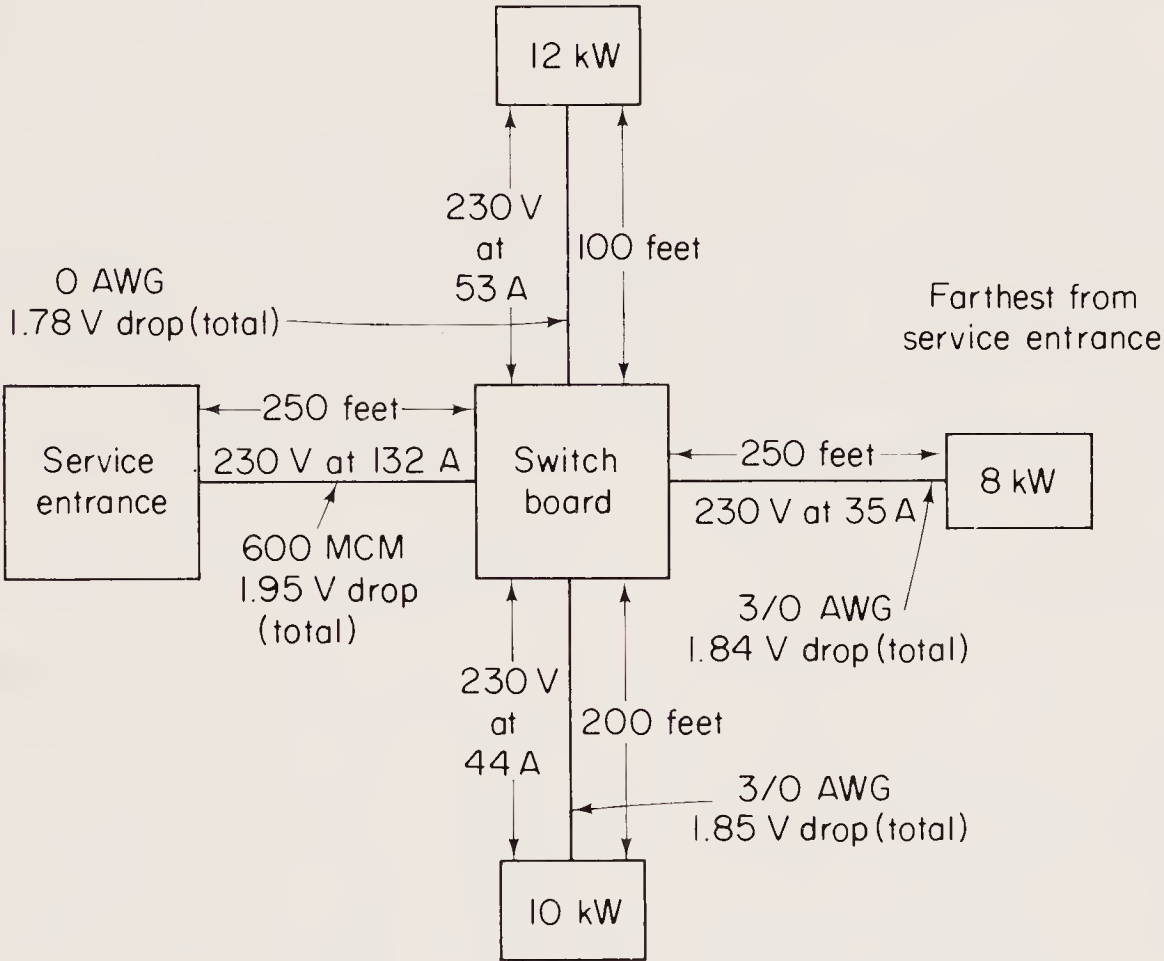 12 kW
230 V
at
53 A
100 feet
0 AWG
1.78 V drop (total)
Farthest from
service entrance
Service
entrance
250 feet
230 V at 132 A
600 MCM
1.95 V drop
(total)
Switch
board
250 feet
230 V at 35 A
8 kW
3/0 AWG
1.84 V drop (total)
230 V
at
44 A
200 feet
3/0 AWG
1.85 V drop (total)
10 kW